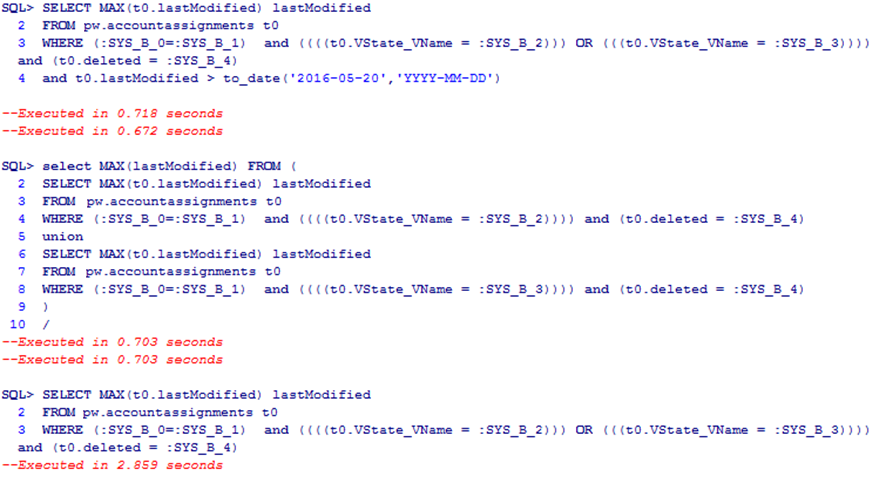 SQL> SELECT MAX(t0.lastModified) lastModified
2 FROM pw.accountassignments t0
3 WHERE (:SYS_B_0=:SYS_B_1) and ((((t0.VState_VName = :SYS_B_2))) OR (((t0.VState_VName = :SYS_B_3))))
and (t0.deleted = :SYS_B_4)
4 and t0.lastModified > to_date('2016-05-20','YYYY-MM-DD')
--Executed in 0.718 seconds
--Executed in 0.672 seconds
SQL> select MAX(lastModified) FROM (
2 SELECT MAX(t0.lastModified) lastModified
3 FROM pw.accountassignments t0
4 WHERE (:SYS_B_0=:SYS_B_1) and ((((t0.VState_VName = :SYS_B_2)))) and (t0.deleted = :SYS_B_4)
5 union
6 SELECT MAX(t0.lastModified) lastModified
7 FROM pw.accountassignments t0
8 WHERE (:SYS_B_0=:SYS_B_1) and ((((t0.VState_VName = :SYS_B_3)))) and (t0.deleted = :SYS_B_4)
9 )
10 /
--Executed in 0.703 seconds
--Executed in 0.703 seconds
SQL> SELECT MAX(t0.lastModified) lastModified
2 FROM pw.accountassignments t0
3 WHERE (:SYS_B_0=:SYS_B_1) and ((((t0.VState_VName = :SYS_B_2))) OR (((t0.VState_VName = :SYS_B_3))))
and (t0.deleted = :SYS_B_4)
--Executed in 2.859 seconds